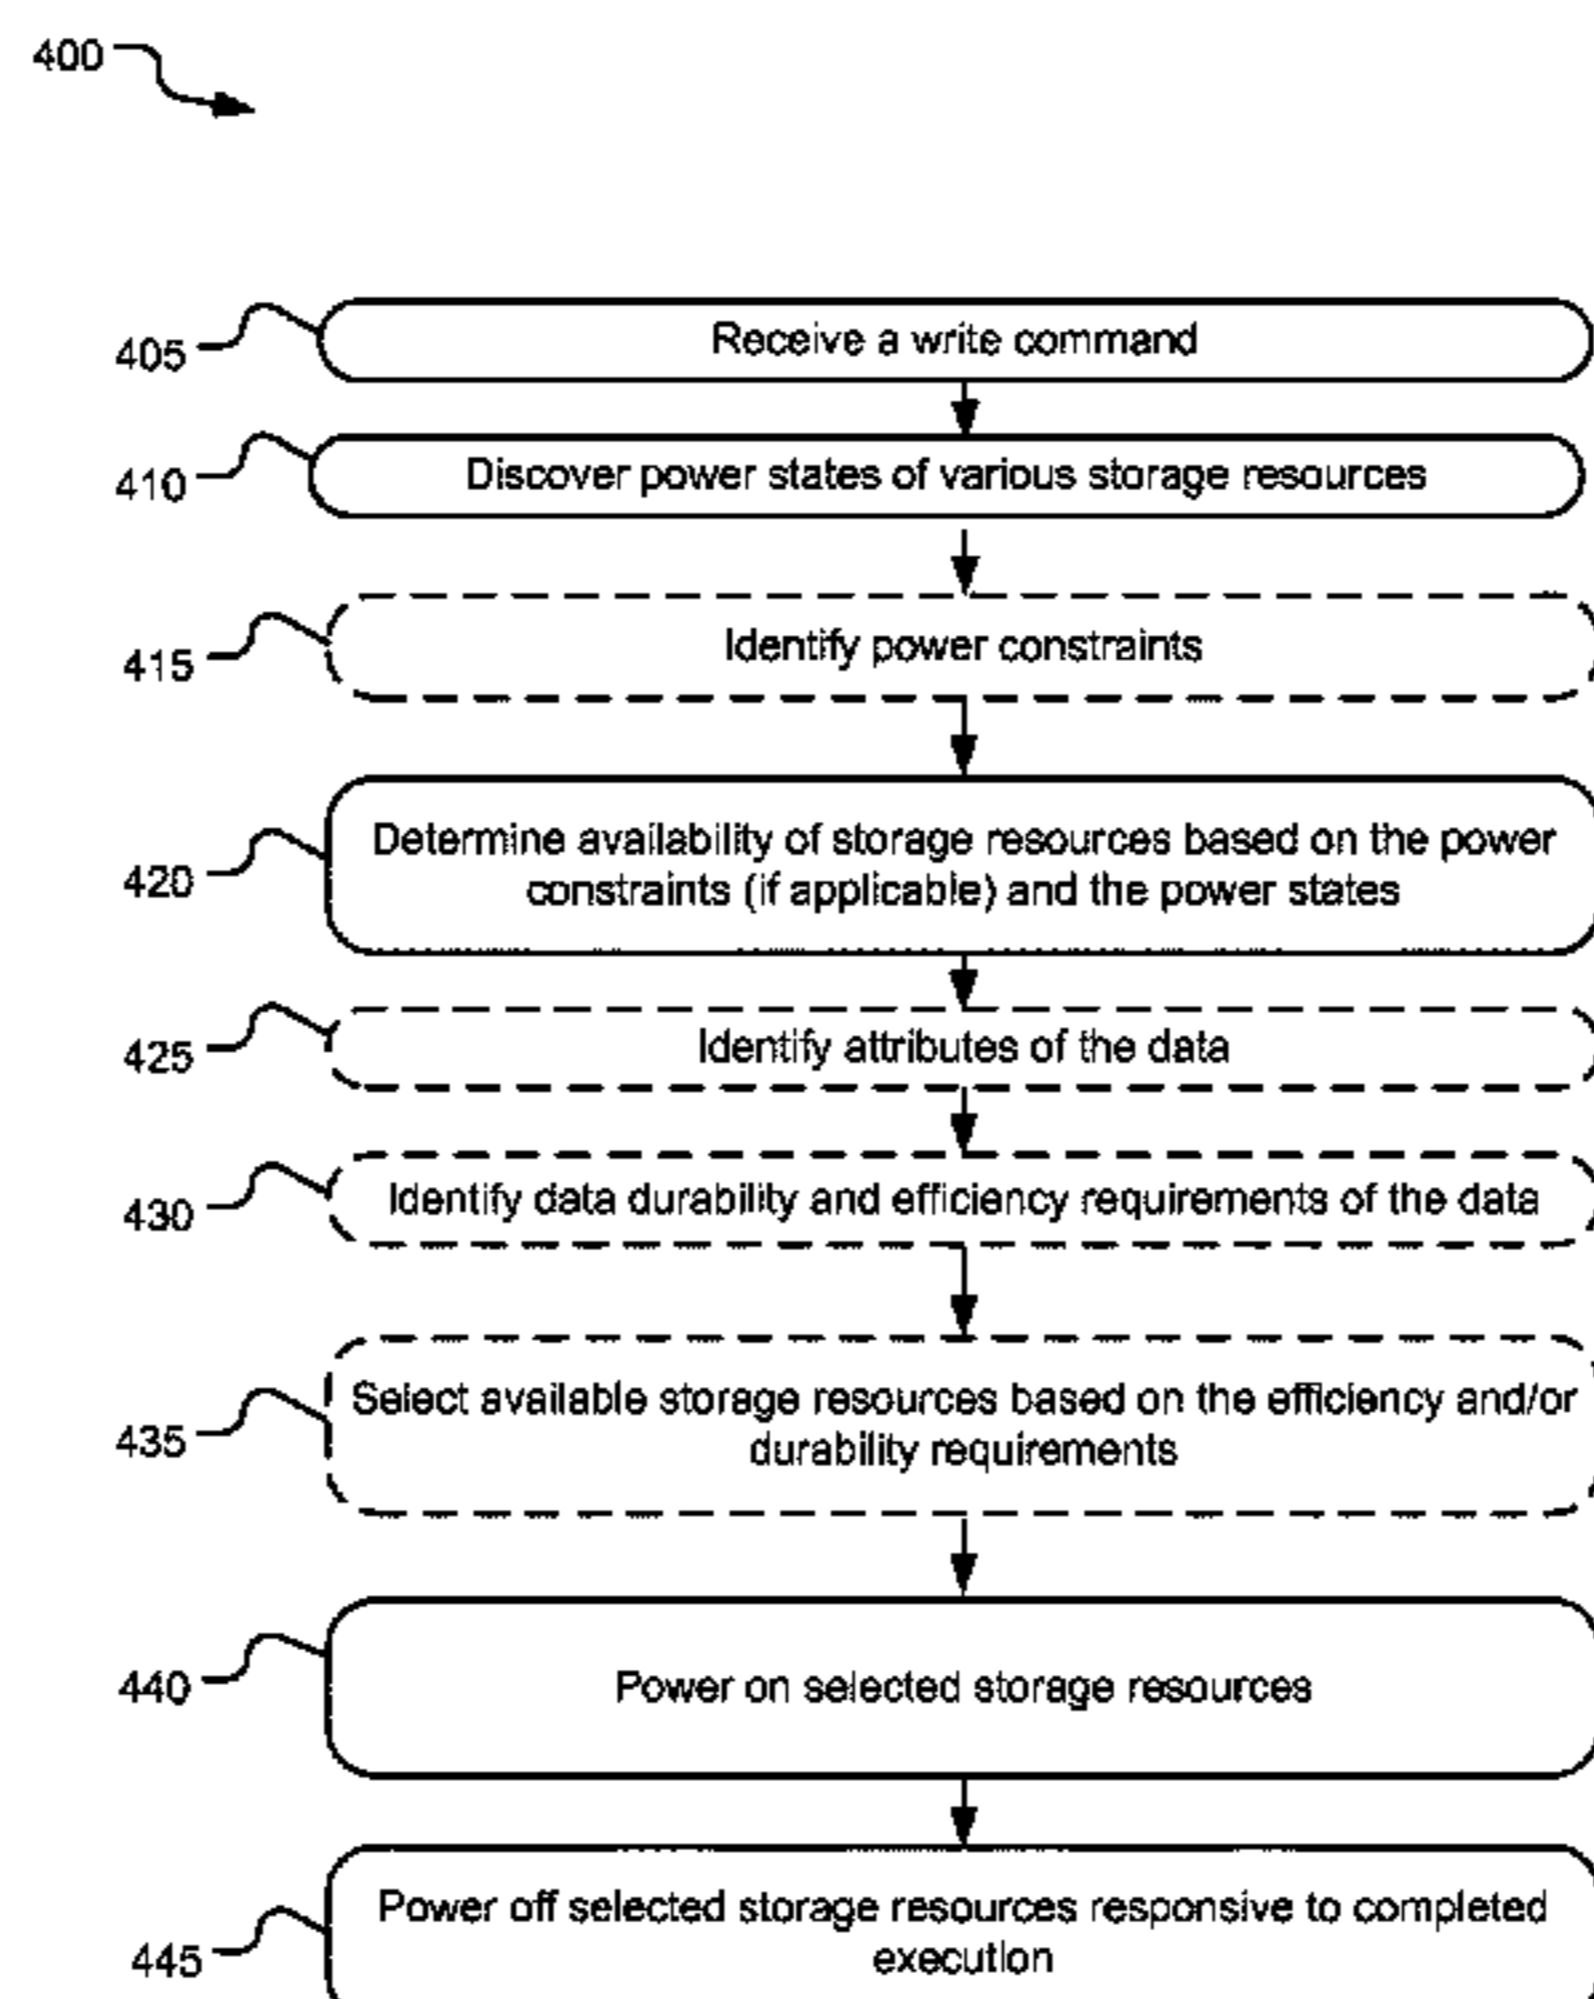 400
405
Receive a write command
410
Discover power states of various storage resources
415
Identify power constraints
420
Determine availability of storage resources based on the power
constraints (if applicable) and the power states
425
Identify attributes of the data
430
Identify data durability and efficiency requirements of the data
435
Select available storage resources based on the efficiency and/or
durability requirements
440
Power on selected storage resources
445
Power off selected storage resources responsive to completed
execution